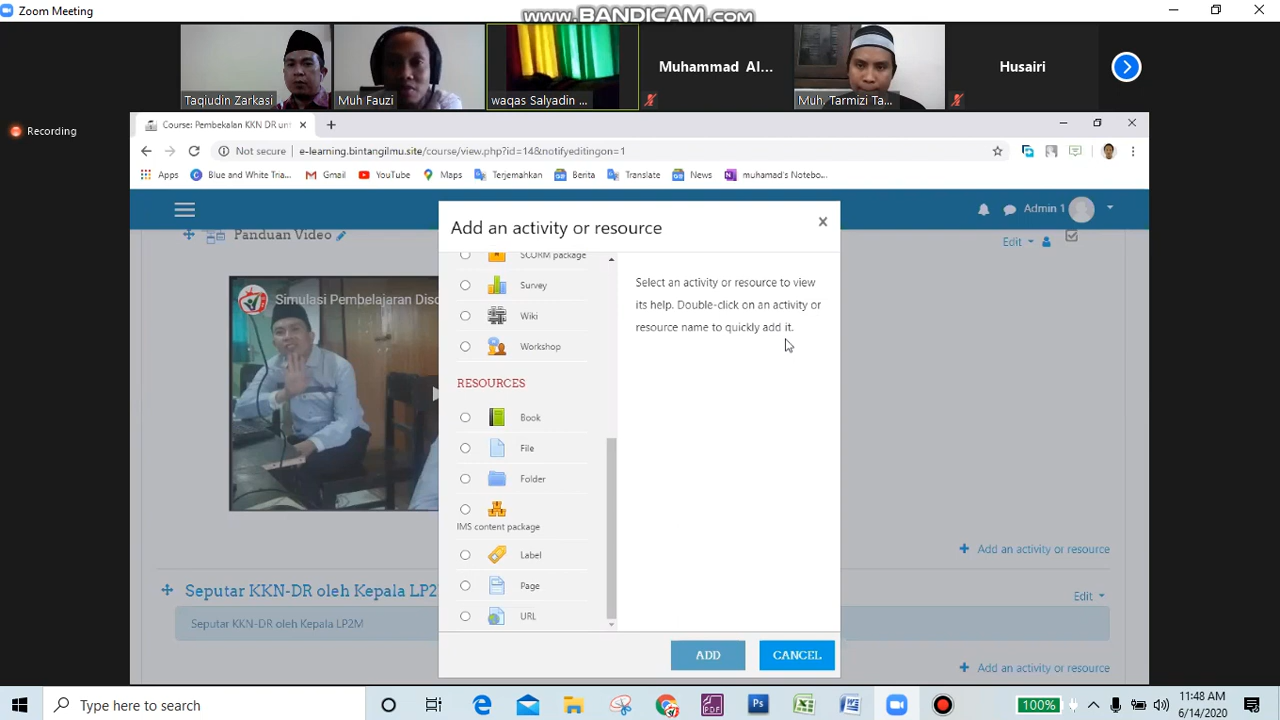 Zoom Meeting
www.BANDICAM.com
Taqiudin Zarkasi
Muh Fauzi
waqas Salyadin ...
Muhammad Al...
Muh. Tarmizi Ta...
Husairi
Recording
Course: Pembekalan KKN DR unt
Not secure
e-learning.bintangilmu.site/course/view.php?id=14&notifyeditingon=1
Apps
Blue and White Tria...
Gmail
YouTube
Maps
Terjemahkan
Berita
Translate
News
muhamad's Notebo...
Admin 1
Add an activity or resource
Panduan Video
Edit
Simulasi Pembelajaran Disc
SCORM package
Survey
Wiki
Workshop
RESOURCES
Book
File
Folder
IMS content package
Label
Page
URL
Select an activity or resource to view
its help. Double-click on an activity or
resource name to quickly add it.
Add an activity or resource
Seputar KKN-DR oleh Kepala LP2
Edit
Seputar KKN-DR oleh Kepala LP2M
ADD
CANCEL
Add an activity or resource
Type here to search
PDF
Ps
100%
11:48 AM
6/14/2020